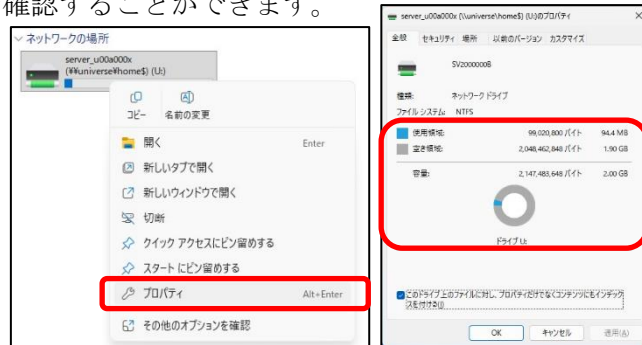 確認することができます。
ネットワークの場所
server_u00a000x
(¥¥universe¥home$) (U:)
コピー 名前の変更
開く Enter
新しいタブで開く
新しいウィンドウで開く
切断
クイック アクセスにピン留めする
スタート にピン留めする
プロパティ Alt+Enter
その他のオプションを確認
server_u00a000x (\\universe\home$) (U:)のプロパティ
全般 セキュリティ 場所 以前のバージョン カスタマイズ
SV2000000B
種類: ネットワーク ドライブ
ファイル システム: NTFS
使用領域: 99,020,800 バイト 94.4 MB
空き領域: 2,048,462,848 バイト 1.90 GB
容量: 2,147,483,648 バイト 2.00 GB
ドライブ U:
このドライブ上のファイルに対し、プロパティだけでなくコンテンツにもインデック
スを付ける(I)
OK キャンセル 適用(A)